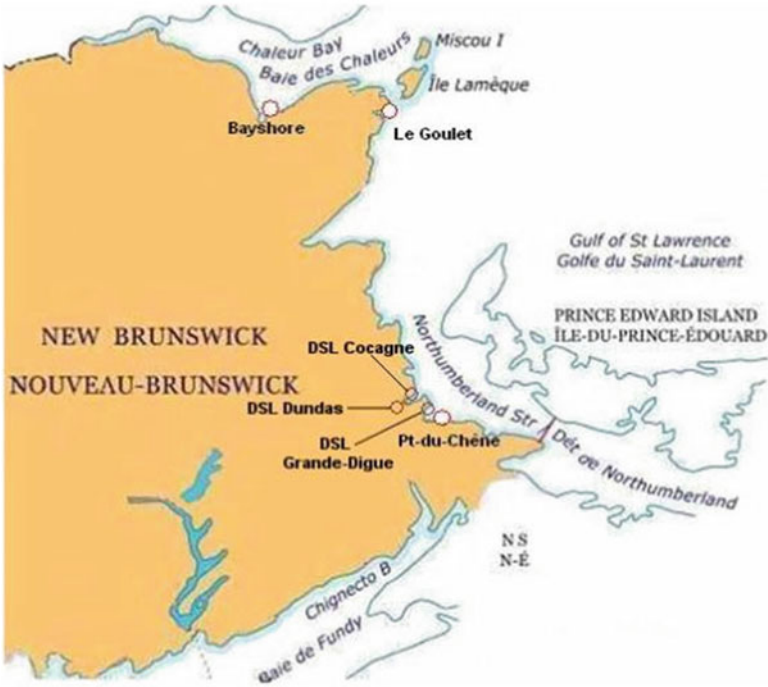 Chaleur Bay
Baie des Chaleurs
Miscou I
Île Lamèque
Bayshore
Le Goulet
Gulf of St Lawrence
Golfe du Saint-Laurent
PRINCE EDWARD ISLAND
ÎLE-DU-PRINCE-ÉDOUARD
NEW BRUNSWICK
NOUVEAU-BRUNSWICK
DSL Cocagne
Northumberland Str
DSL Dundas
DSL
Grande-Digue
Pt-du-Chêne
Dét de Northumberland
N S
N-É
Chignecto B
Baie de Fundy